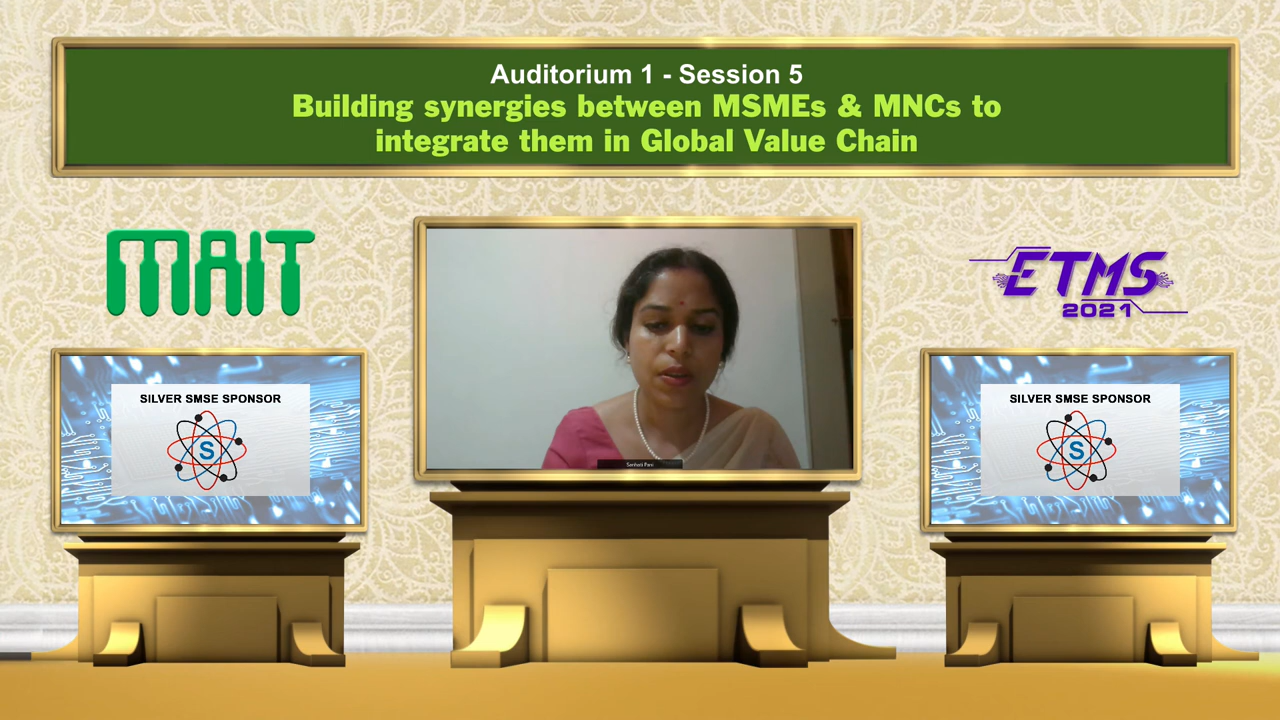 Auditorium 1 - Session 5
Building synergies between MSMEs & MNCs to
integrate them in Global Value Chain
MAIT
ETMS
2021
SILVER SMSE SPONSOR
S
SILVER SMSE SPONSOR
S